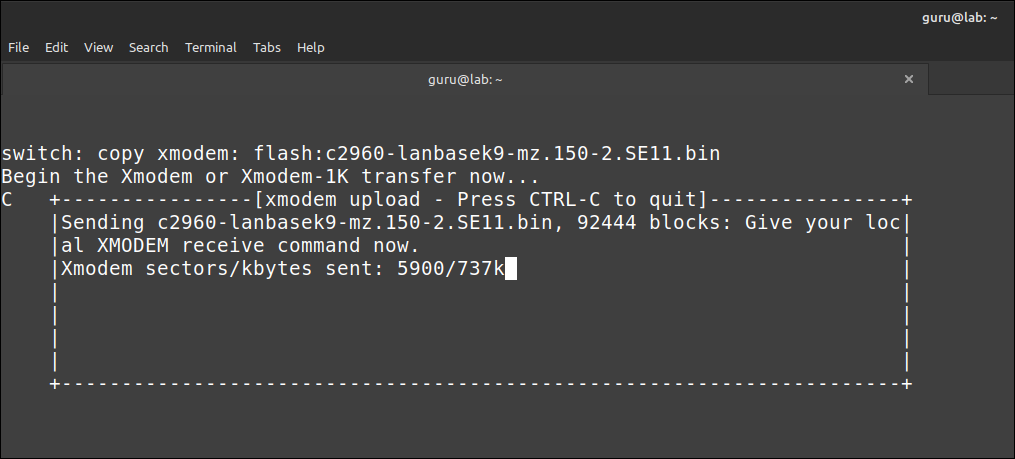 guru@lab: ~
File Edit View Search Terminal Tabs Help
guru@lab: ~ ×
switch: copy xmodem: flash:c2960-lanbasek9-mz.150-2.SE11.bin
Begin the Xmodem or Xmodem-1K transfer now...
C   +----------------[xmodem upload - Press CTRL-C to quit]----------------+
    |Sending c2960-lanbasek9-mz.150-2.SE11.bin, 92444 blocks: Give your loc|
    |al XMODEM receive command now.                                        |
    |Xmodem sectors/kbytes sent: 5900/737k                                 |
    |                                                                      |
    |                                                                      |
    |                                                                      |
    |                                                                      |
    +----------------------------------------------------------------------+